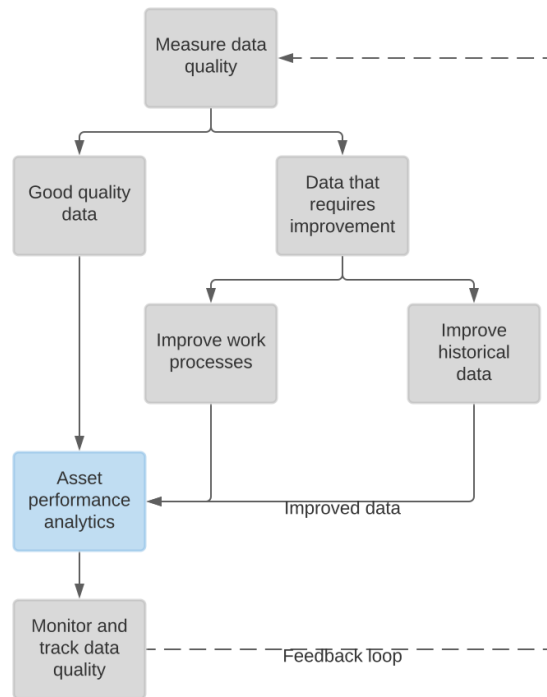 Measure data
quality
Good quality
data
Data that
requires
improvement
Improve work
processes
Improve
historical
data
Asset
performance
analytics
Improved data
Monitor and
track data
quality
Feedback loop